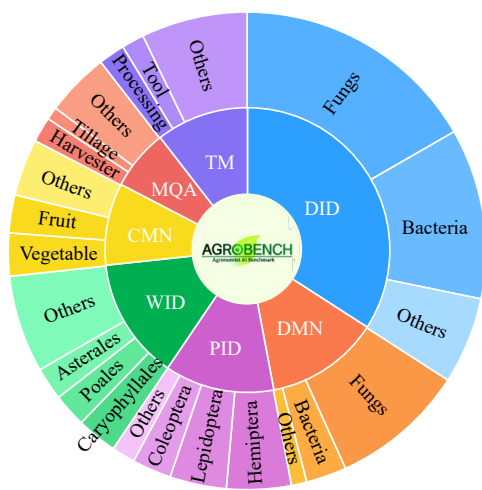 Fungs
Bacteria
Others
Fungs
Bacteria
Others
Hemiptera
Lepidoptera
Coleoptera
Others
Caryophyllales
Poales
Asterales
Others
Vegetable
Fruit
Others
Harvester
Tillage
Others
Processing
Tool
Others
DID
DMN
PID
WID
CMN
MQA
TM
AGROBENCH
Agronomist AI Benchmark